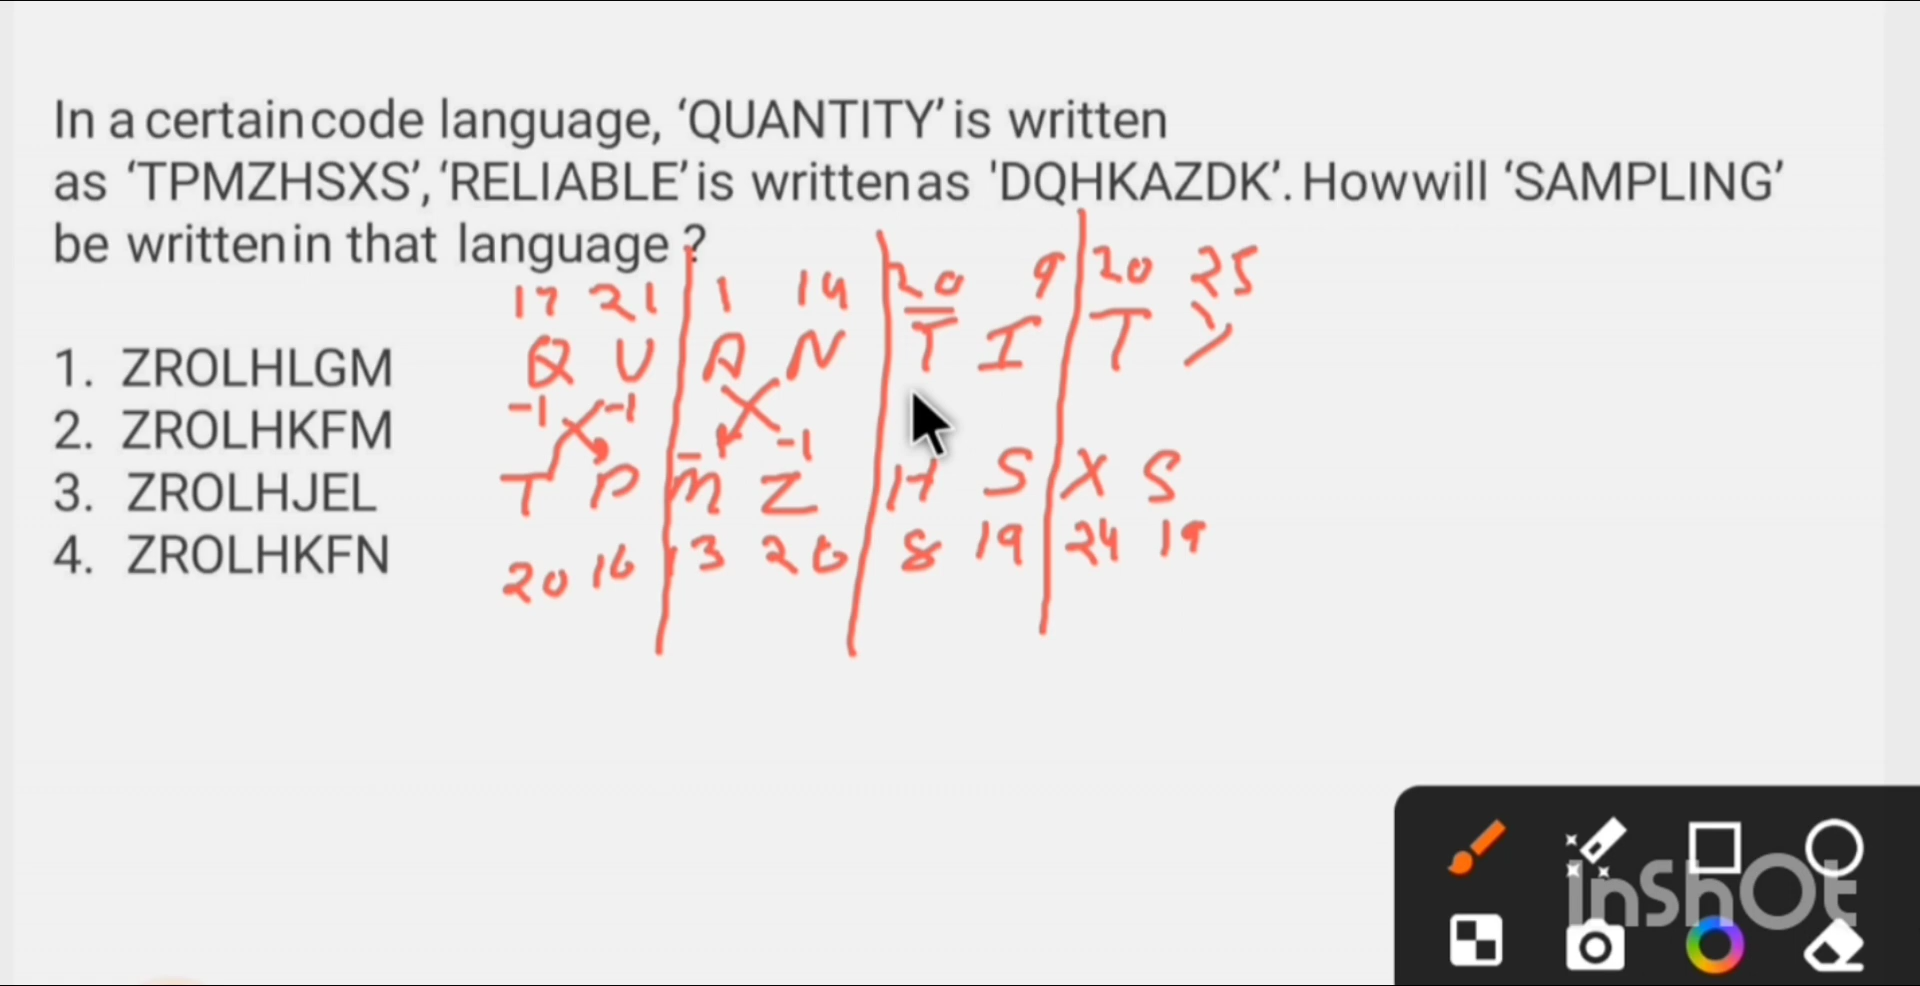 In a certain code language, ‘QUANTITY’ is written
as ‘TPMZHSXS’, ‘RELIABLE’ is written as 'DQHKAZDK’. How will ‘SAMPLING’
be written in that language ?
17 21 1 14 20 9 20 25
1. ZROLHLGM
Q U A N T I T Y
2. ZROLHKFM
-1 -1
-1
3. ZROLHJEL
T P M Z H S X S
4. ZROLHKFN
20 16 13 26 8 19 24 19
InShOt